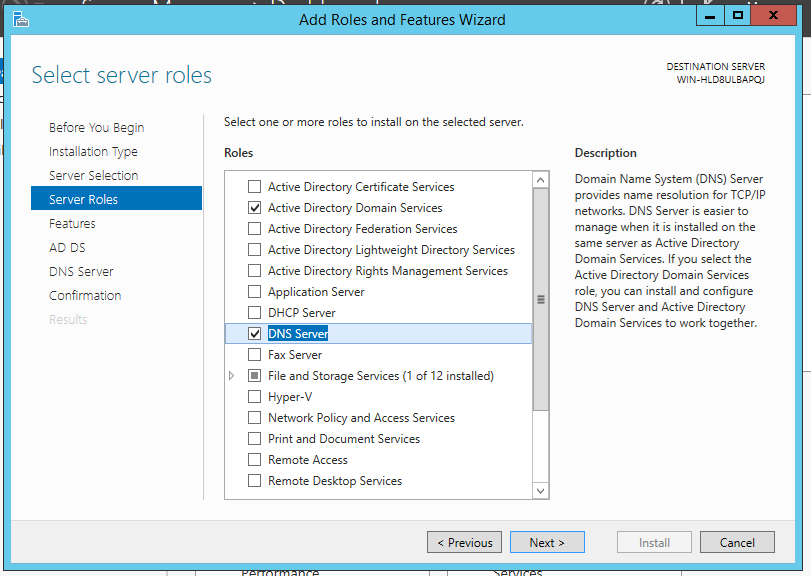 Add Roles and Features Wizard
Select server roles
DESTINATION SERVER
WIN-HLD8ULBAPQJ
Before You Begin
Installation Type
Server Selection
Server Roles
Features
AD DS
DNS Server
Confirmation
Results
Select one or more roles to install on the selected server.
Roles
Active Directory Certificate Services
Active Directory Domain Services
Active Directory Federation Services
Active Directory Lightweight Directory Services
Active Directory Rights Management Services
Application Server
DHCP Server
DNS Server
Fax Server
File and Storage Services (1 of 12 installed)
Hyper-V
Network Policy and Access Services
Print and Document Services
Remote Access
Remote Desktop Services
Description
Domain Name System (DNS) Server
provides name resolution for TCP/IP
networks. DNS Server is easier to
manage when it is installed on the
same server as Active Directory
Domain Services. If you select the
Active Directory Domain Services
role, you can install and configure
DNS Server and Active Directory
Domain Services to work together.
< Previous
Next >
Install
Cancel
Performance
Services